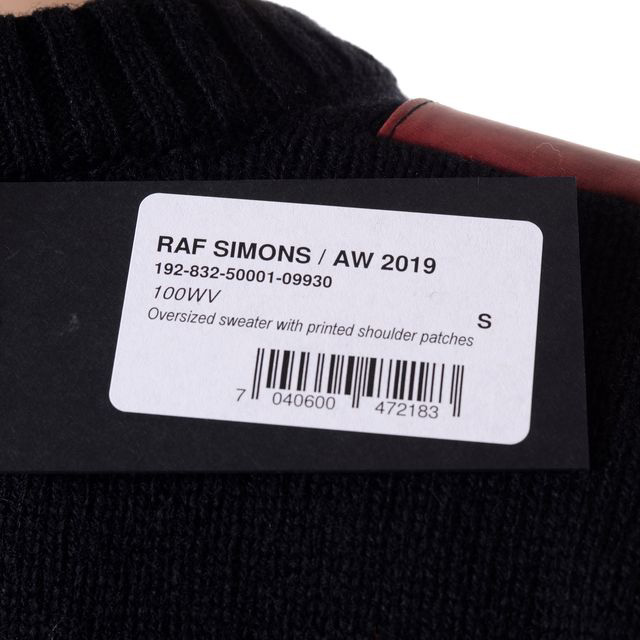 RAF SIMONS / AW 2019
192-832-50001-09930
100WV
S
Oversized sweater with printed shoulder patches
7 040600 472183